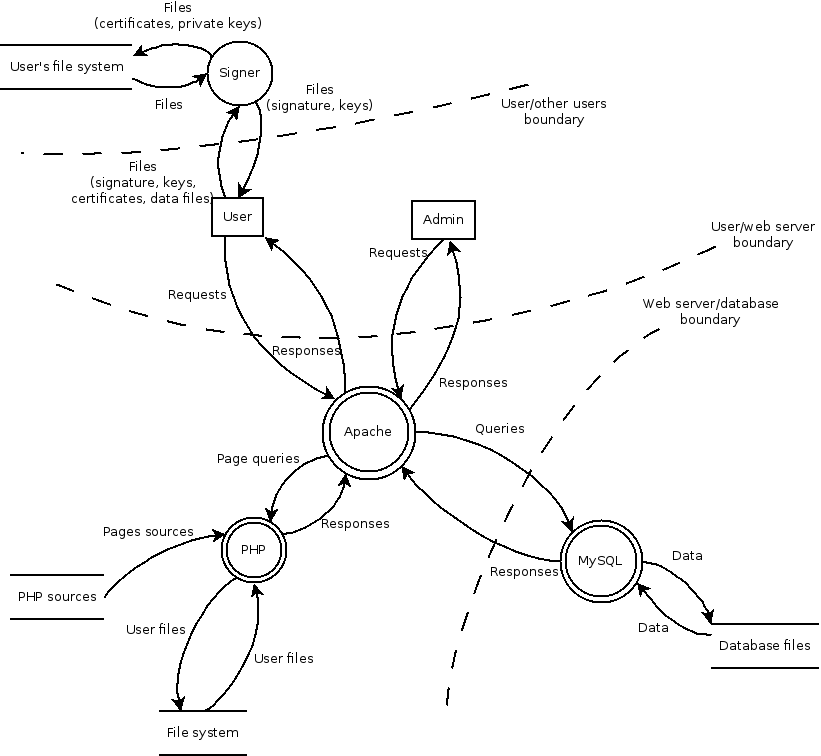 Files
(certificates, private keys)
User's file system
Signer
Files
Files
(signature, keys)
User/other users
boundary
Files
(signature, keys,
certificates, data files)
User
Admin
User/web server
boundary
Requests
Requests
Web server/database
boundary
Responses
Responses
Apache
Queries
Page queries
Responses
Pages sources
PHP
MySQL
Data
Responses
PHP sources
User files
Data
Database files
User files
File system